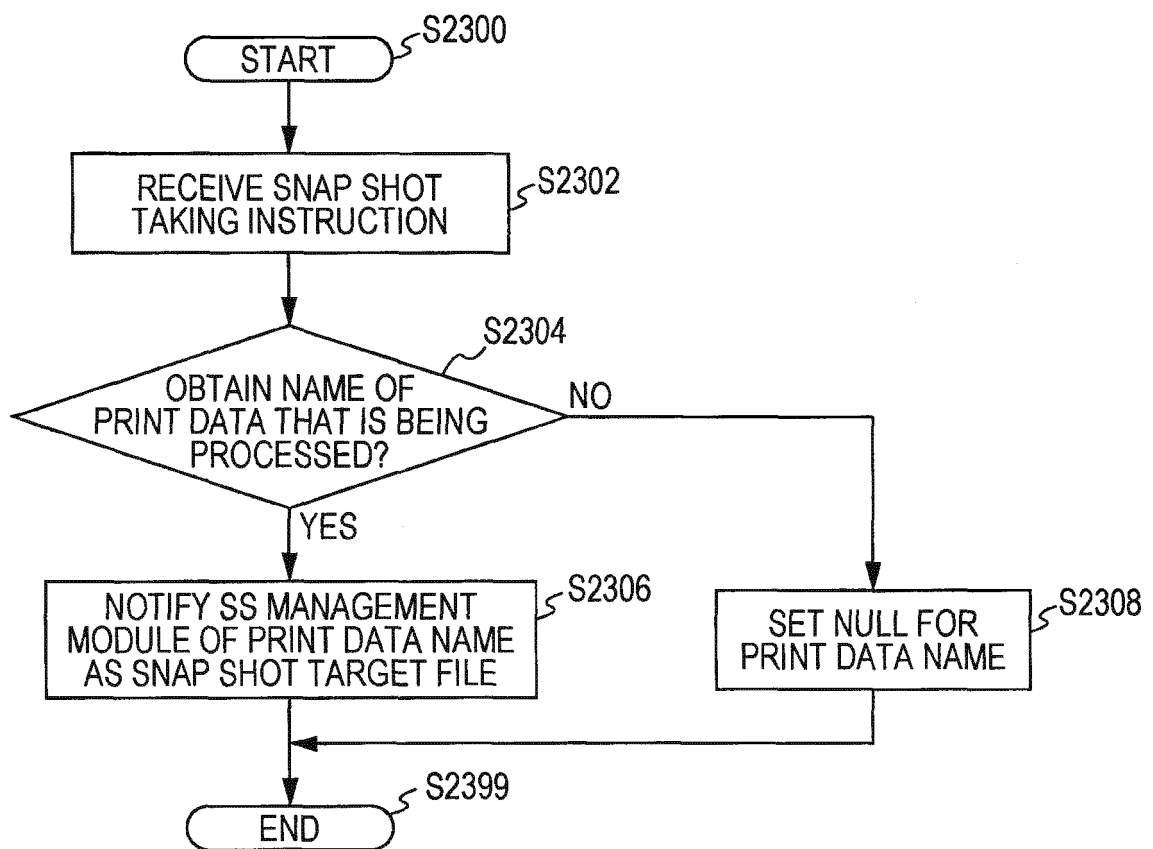 START
S2300
RECEIVE SNAP SHOT
TAKING INSTRUCTION
S2302
S2304
OBTAIN NAME OF
PRINT DATA THAT IS BEING
PROCESSED?
NO
YES
NOTIFY SS MANAGEMENT
MODULE OF PRINT DATA NAME
AS SNAP SHOT TARGET FILE
S2306
SET NULL FOR
PRINT DATA NAME
S2308
END
S2399